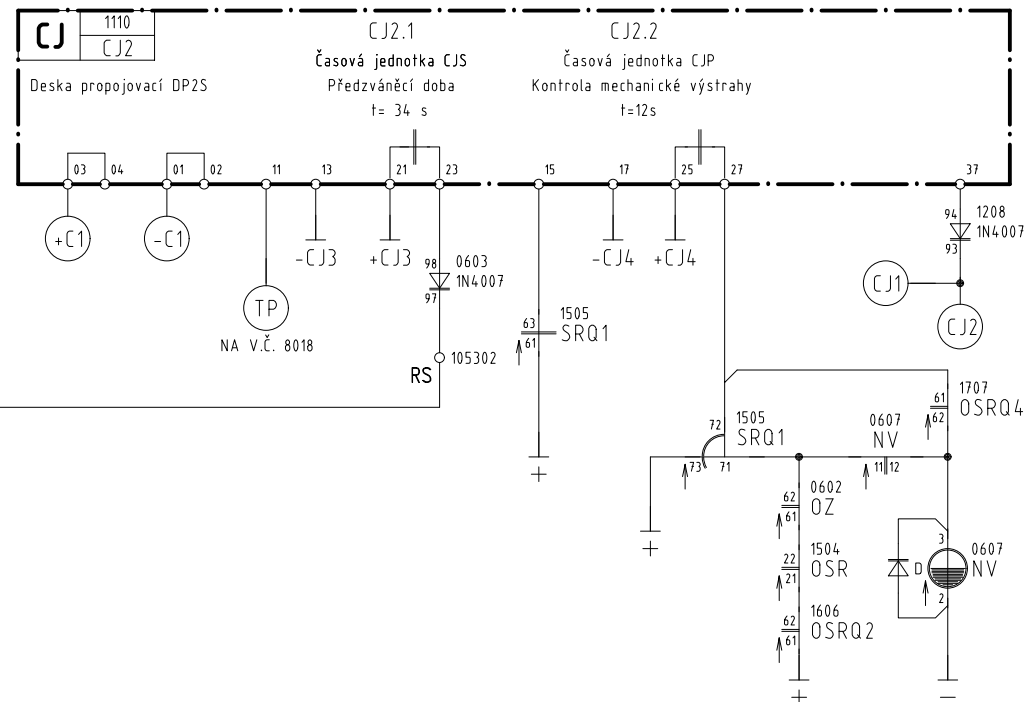 CJ
1110
CJ2
Deska propojovací DP2S
CJ2.1
Časová jednotka CJS
Předzváněcí doba
t= 34 s
CJ2.2
Časová jednotka CJP
Kontrola mechanické výstrahy
t=12s
03
04
01
02
11
13
21
23
15
17
25
27
37
+C1
-C1
TP
NA V.Č. 8018
-CJ3
+CJ3
98
97
0603
1N4007
105302
RS
63
61
1505
SRQ1
+
-CJ4
+CJ4
94
93
1208
1N4007
CJ1
CJ2
61
62
1707
OSRQ4
72
73
71
1505
SRQ1
+
0607
NV
11
12
62
61
0602
OZ
22
21
1504
OSR
62
61
1606
OSRQ2
+
3
D
2
0607
NV
−